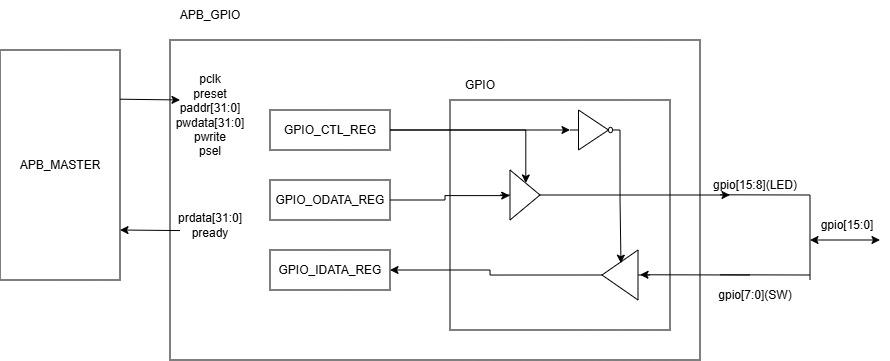 APB_GPIO
pclk
preset
paddr[31:0]
pwdata[31:0]
pwrite
psel
GPIO
GPIO_CTL_REG
APB_MASTER
GPIO_ODATA_REG
gpio[15:8](LED)
prdata[31:0]
pready
gpio[15:0]
GPIO_IDATA_REG
gpio[7:0](SW)